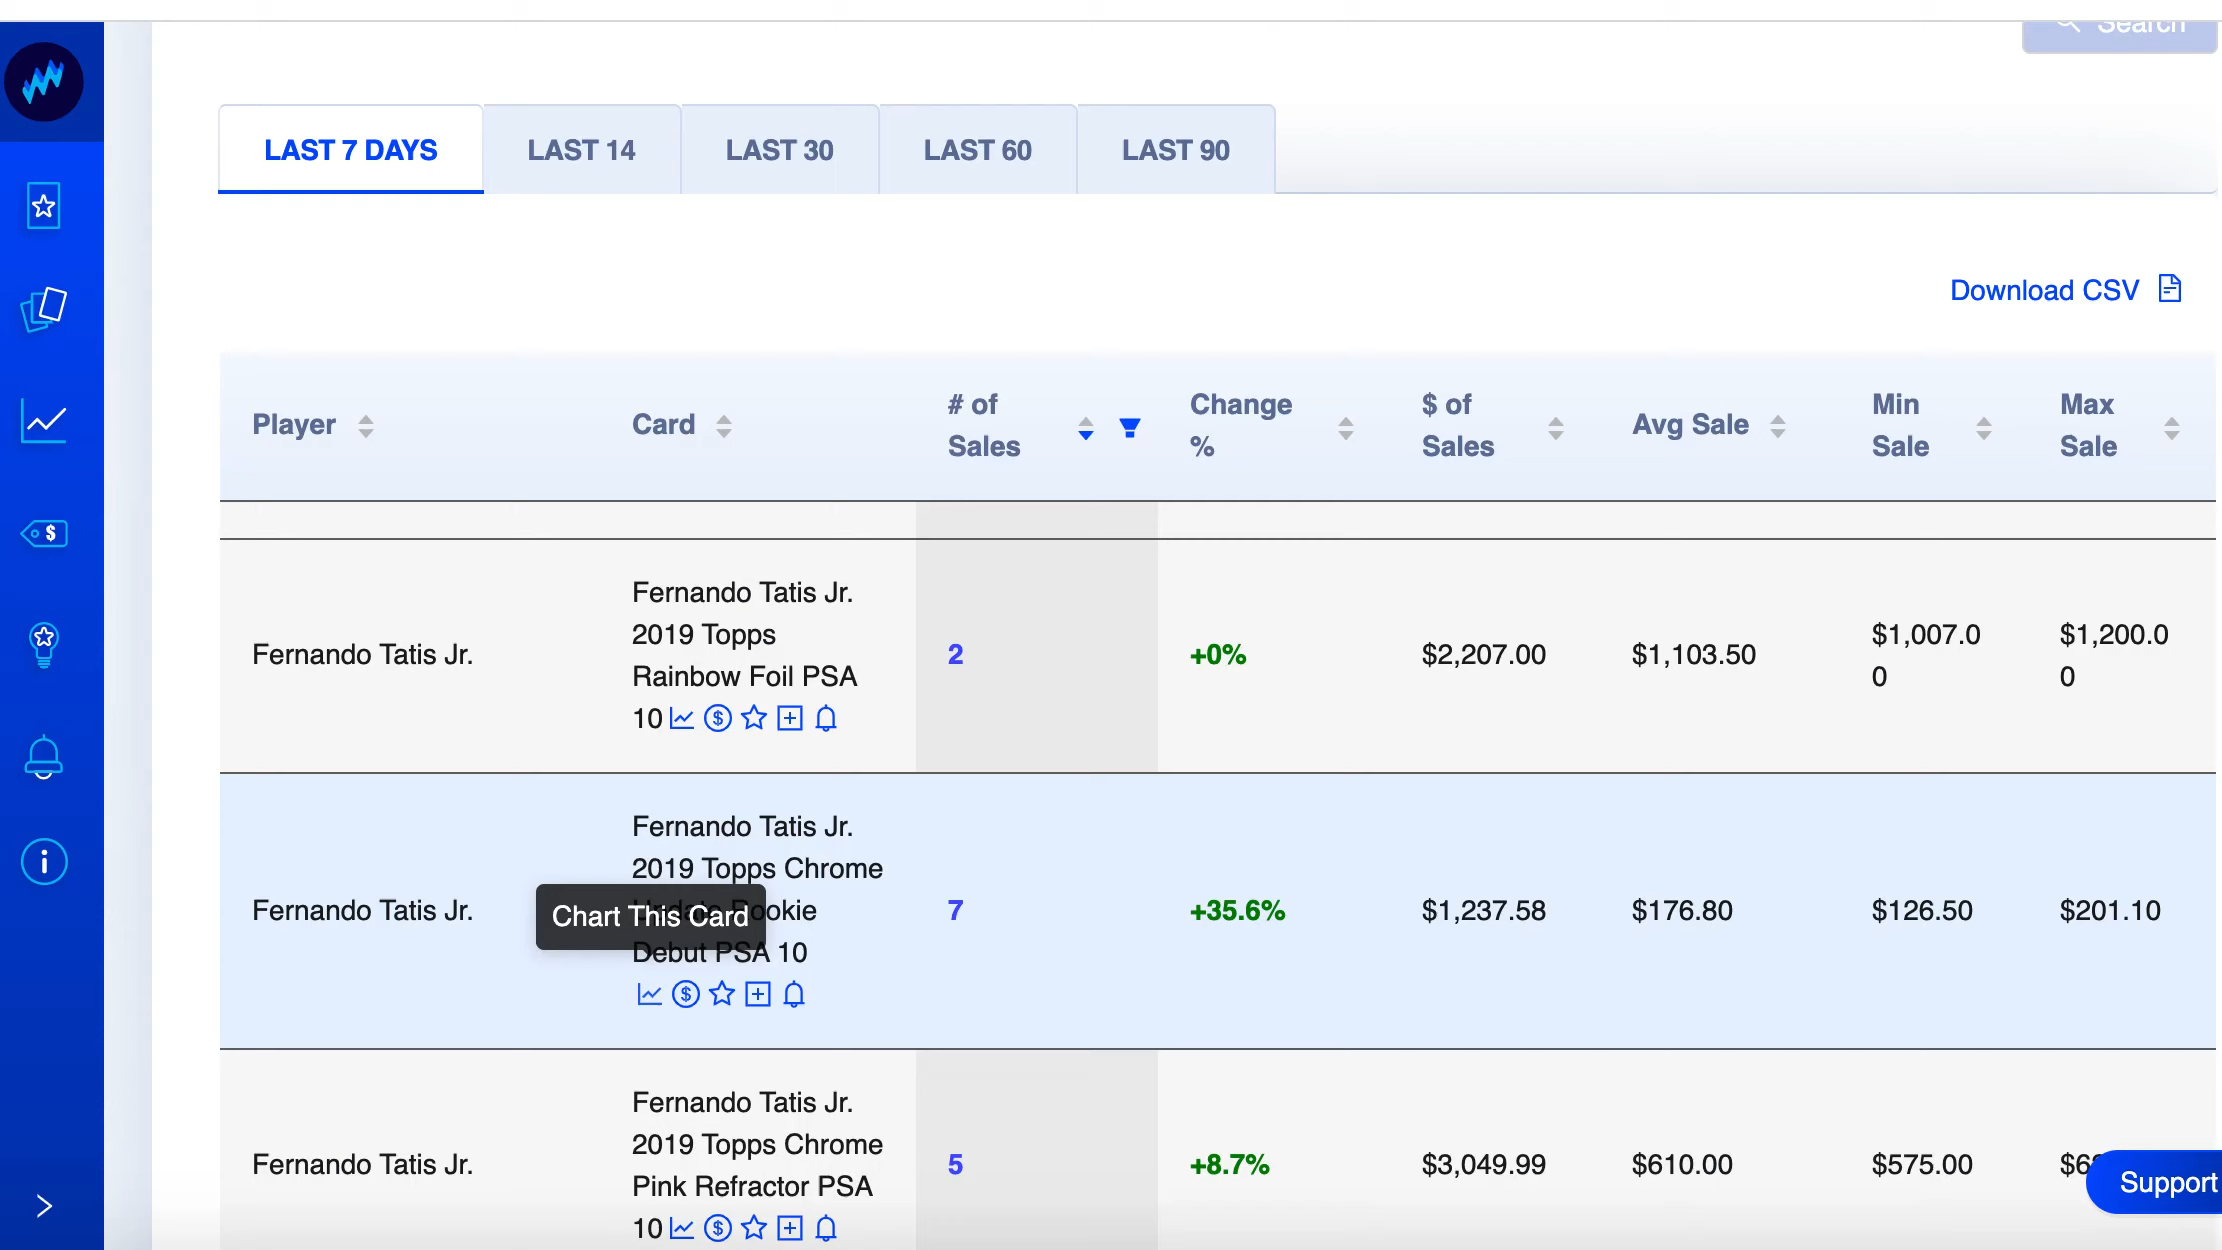 Search
LAST 7 DAYS
LAST 14
LAST 30
LAST 60
LAST 90
Download CSV
Player
Card
# of
Sales
Change
%
$ of
Sales
Avg Sale
Min
Sale
Max
Sale
Fernando Tatis Jr.
Fernando Tatis Jr.
2019 Topps
Rainbow Foil PSA
10
2
+0%
$2,207.00
$1,103.50
$1,007.0
0
$1,200.0
0
Fernando Tatis Jr.
Fernando Tatis Jr.
2019 Topps Chrome
Update Rookie
Debut PSA 10
Chart This Card
7
+35.6%
$1,237.58
$176.80
$126.50
$201.10
Fernando Tatis Jr.
Fernando Tatis Jr.
2019 Topps Chrome
Pink Refractor PSA
10
5
+8.7%
$3,049.99
$610.00
$575.00
Support